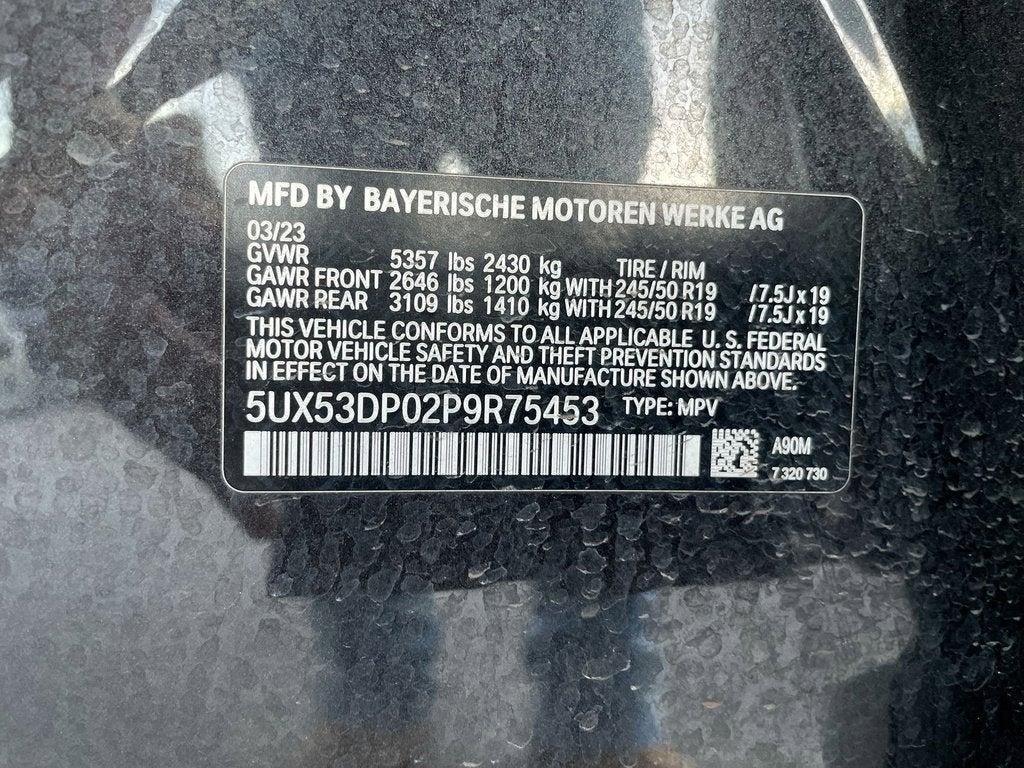 MFD BY BAYERISCHE MOTOREN WERKE AG
03/23
GVWR 5357 lbs 2430 kg TIRE / RIM
GAWR FRONT 2646 lbs 1200 kg WITH 245/50 R19 /7.5J x 19
GAWR REAR 3109 lbs 1410 kg WITH 245/50 R19 /7.5J x 19
THIS VEHICLE CONFORMS TO ALL APPLICABLE U. S. FEDERAL
MOTOR VEHICLE SAFETY AND THEFT PREVENTION STANDARDS
IN EFFECT ON THE DATE OF MANUFACTURE SHOWN ABOVE.
5UX53DP02P9R75453 TYPE: MPV
A90M
7 320 730